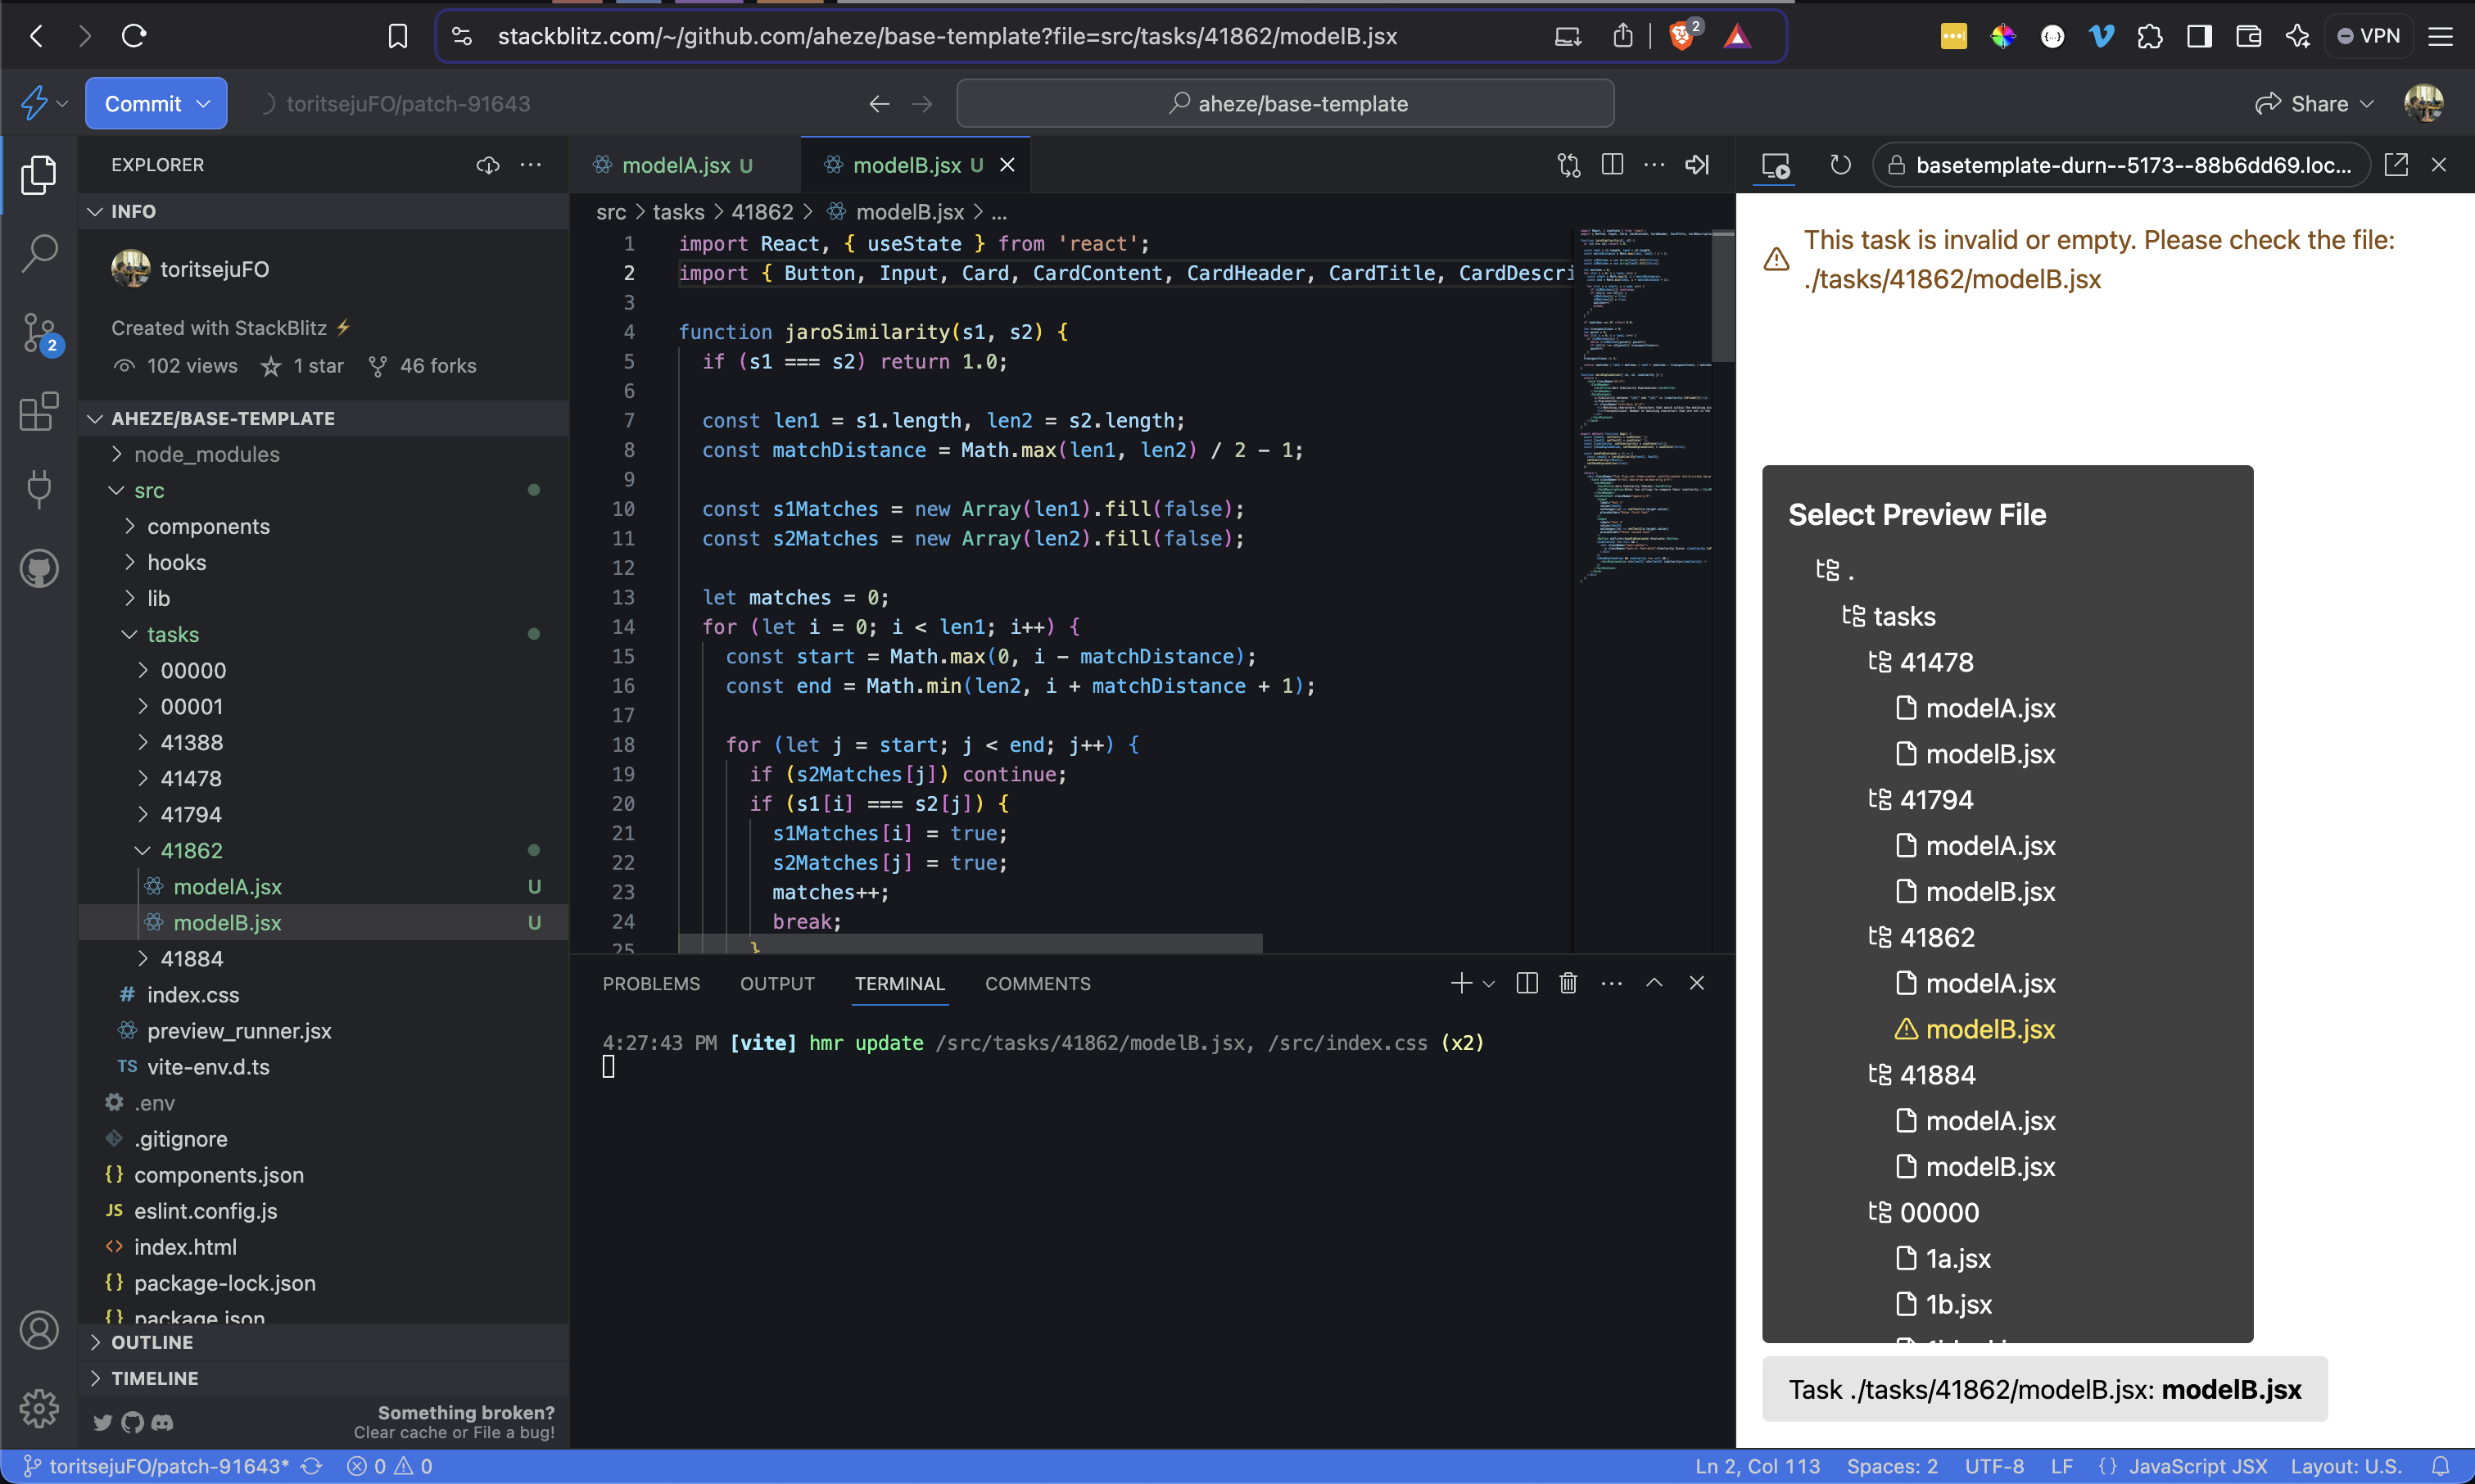 stackblitz.com/~/github.com/aheze/base-template?file=src/tasks/41862/modelB.jsx
2
VPN
Commit
toritsejuFO/patch-91643
aheze/base-template
Share
EXPLORER
INFO
toritsejuFO
Created with StackBlitz ⚡
102 views 1 star 46 forks
2
AHEZE/BASE-TEMPLATE
node_modules
src
components
hooks
lib
tasks
00000
00001
41388
41478
41794
41862
modelA.jsx U
modelB.jsx U
41884
# index.css
preview_runner.jsx
TS vite-env.d.ts
.env
.gitignore
{} components.json
JS eslint.config.js
<> index.html
{} package-lock.json
{} package.json
OUTLINE
TIMELINE
Something broken?
Clear cache or File a bug!
modelA.jsx U
modelB.jsx U
src > tasks > 41862 > modelB.jsx > ...
1 import React, { useState } from 'react';
2 import { Button, Input, Card, CardContent, CardHeader, CardTitle, CardDescri
3
4 function jaroSimilarity(s1, s2) {
5 if (s1 === s2) return 1.0;
6
7 const len1 = s1.length, len2 = s2.length;
8 const matchDistance = Math.max(len1, len2) / 2 - 1;
9
10 const s1Matches = new Array(len1).fill(false);
11 const s2Matches = new Array(len2).fill(false);
12
13 let matches = 0;
14 for (let i = 0; i < len1; i++) {
15 const start = Math.max(0, i - matchDistance);
16 const end = Math.min(len2, i + matchDistance + 1);
17
18 for (let j = start; j < end; j++) {
19 if (s2Matches[j]) continue;
20 if (s1[i] === s2[j]) {
21 s1Matches[i] = true;
22 s2Matches[j] = true;
23 matches++;
24 break;
25 }
PROBLEMS OUTPUT TERMINAL COMMENTS
4:27:43 PM [vite] hmr update /src/tasks/41862/modelB.jsx, /src/index.css (x2)
basetemplate-durn--5173--88b6dd69.loc...
This task is invalid or empty. Please check the file:
./tasks/41862/modelB.jsx
Select Preview File
.
tasks
41478
modelA.jsx
modelB.jsx
41794
modelA.jsx
modelB.jsx
41862
modelA.jsx
modelB.jsx
41884
modelA.jsx
modelB.jsx
00000
1a.jsx
1b.jsx
Task ./tasks/41862/modelB.jsx: modelB.jsx
toritsejuFO/patch-91643* 0 0
Ln 2, Col 113 Spaces: 2 UTF-8 LF {} JavaScript JSX Layout: U.S.